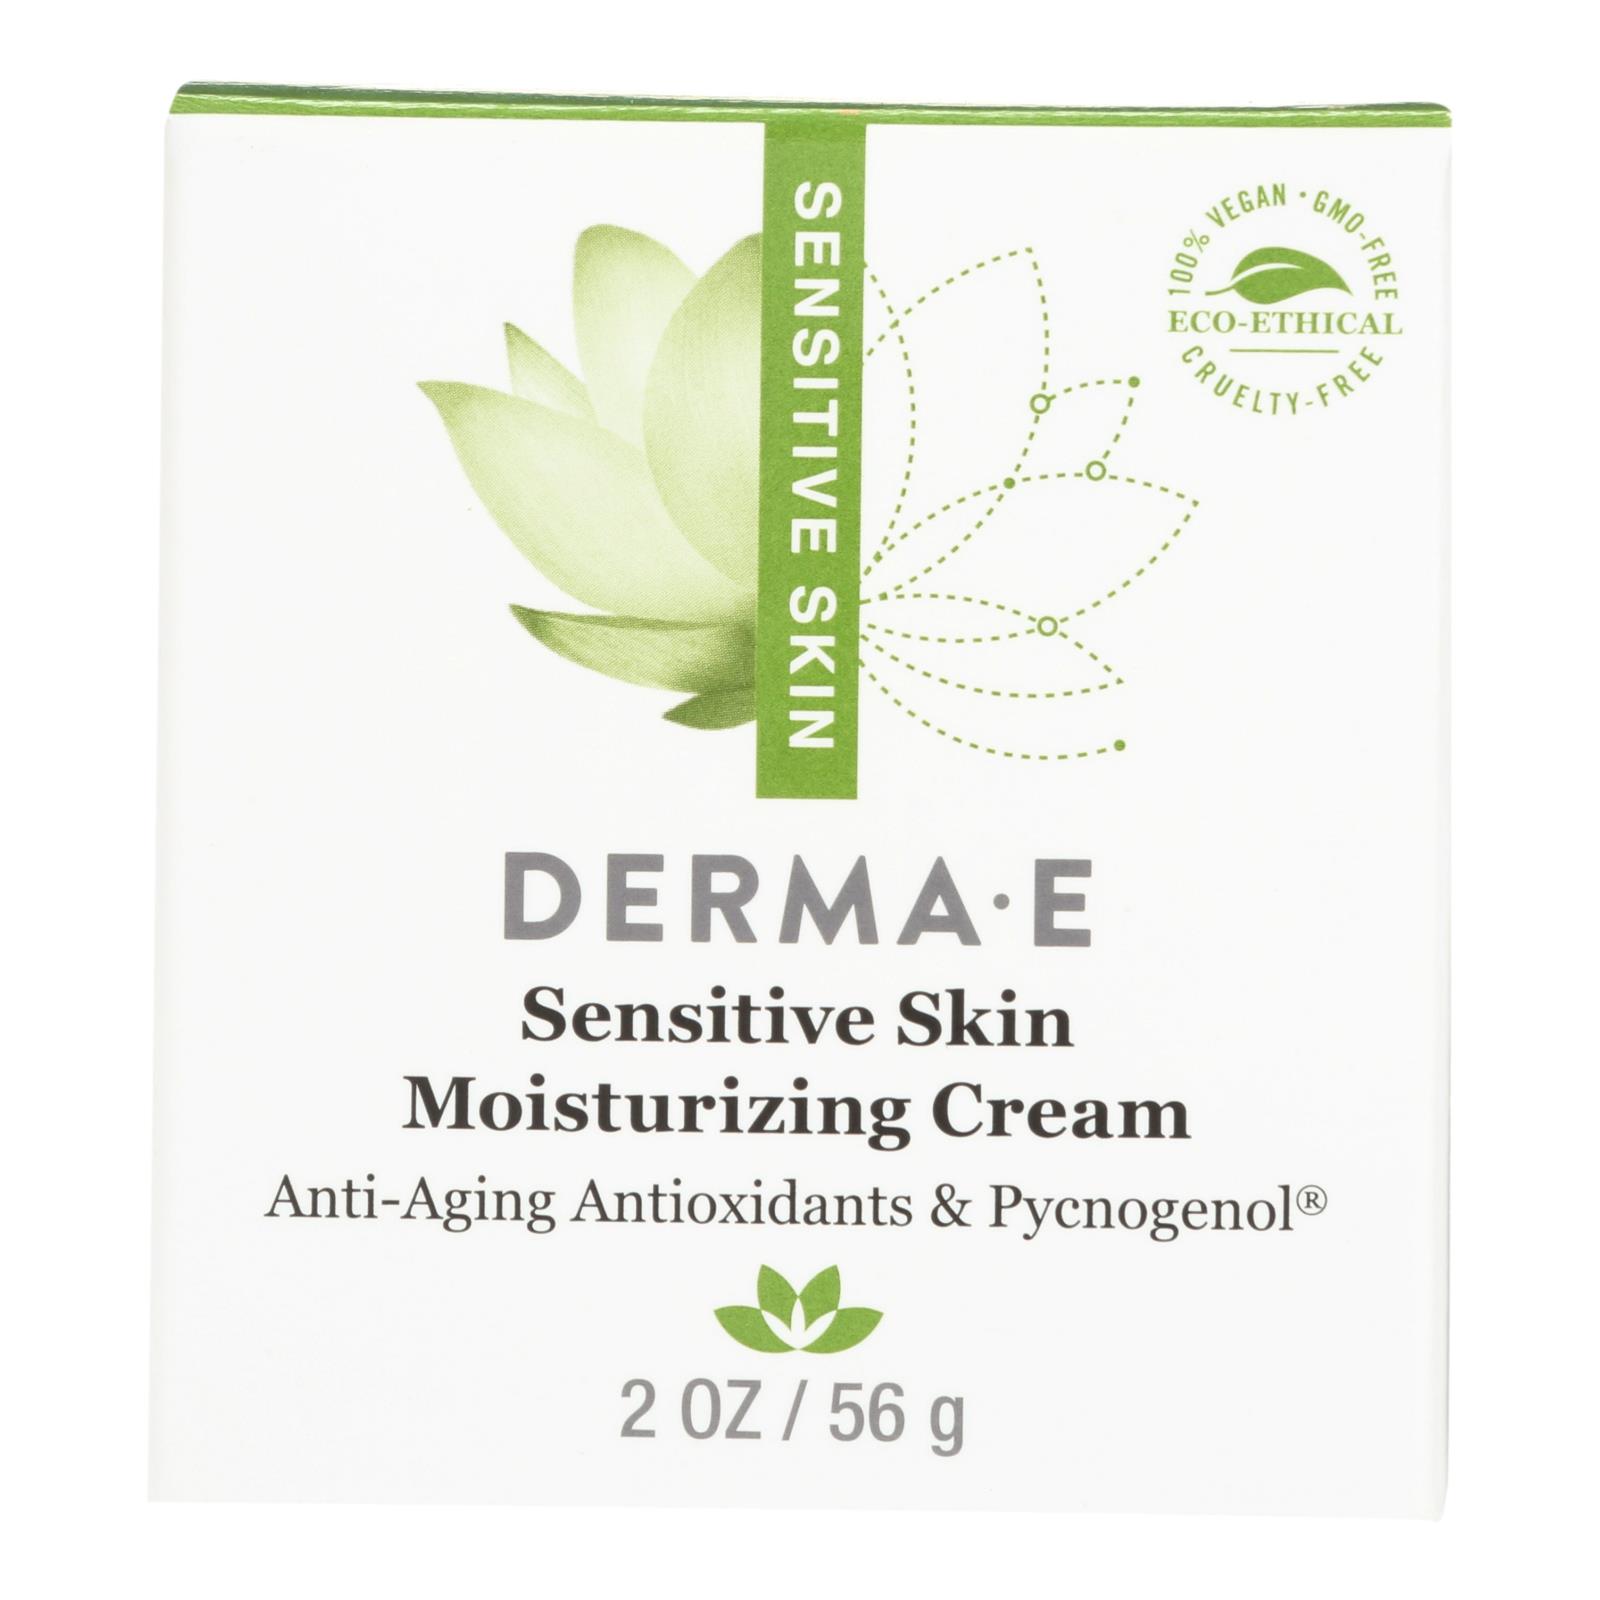 SENSITIVE SKIN
100% VEGAN • GMO-FREE
ECO-ETHICAL
CRUELTY-FREE
DERMA·E
Sensitive Skin
Moisturizing Cream
Anti-Aging Antioxidants & Pycnogenol®
2 OZ / 56 g